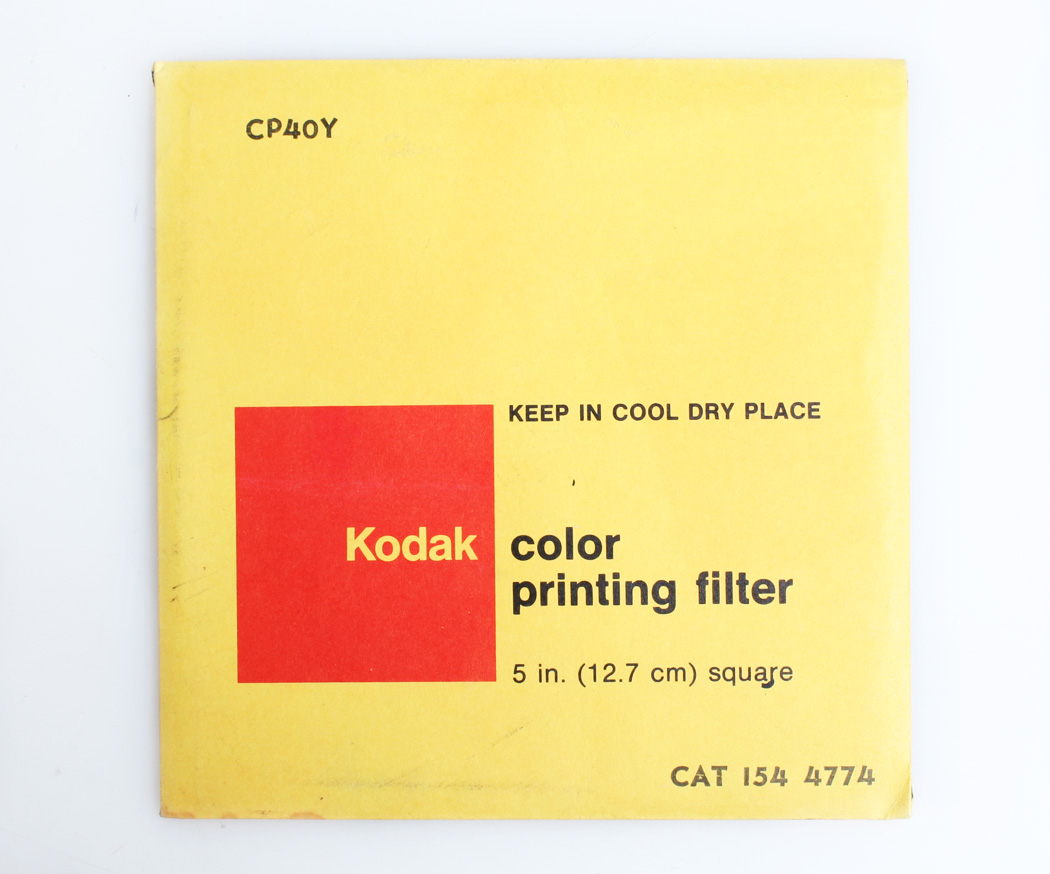 CP40Y
KEEP IN COOL DRY PLACE
Kodak color
printing filter
5 in. (12.7 cm) square
CAT 154 4774